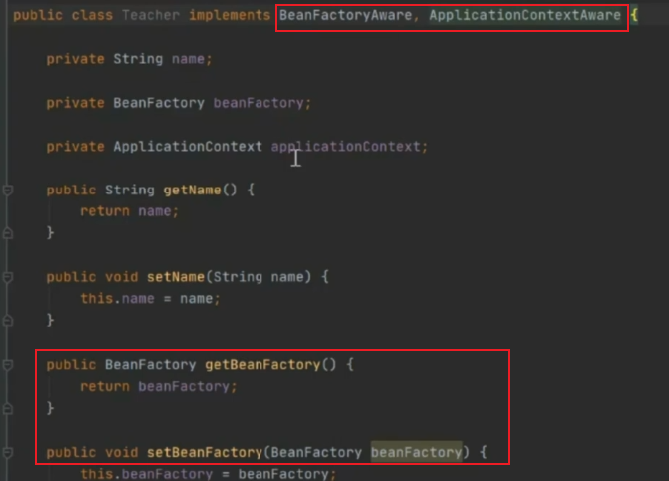 public class Teacher implements BeanFactoryAware, ApplicationContextAware {
private String name;
private BeanFactory beanFactory;
private ApplicationContext applicationContext;
public String getName() {
return name;
}
public void setName(String name) {
this.name = name;
}
public BeanFactory getBeanFactory() {
return beanFactory;
}
public void setBeanFactory(BeanFactory beanFactory) {
this.beanFactory = beanFactory;